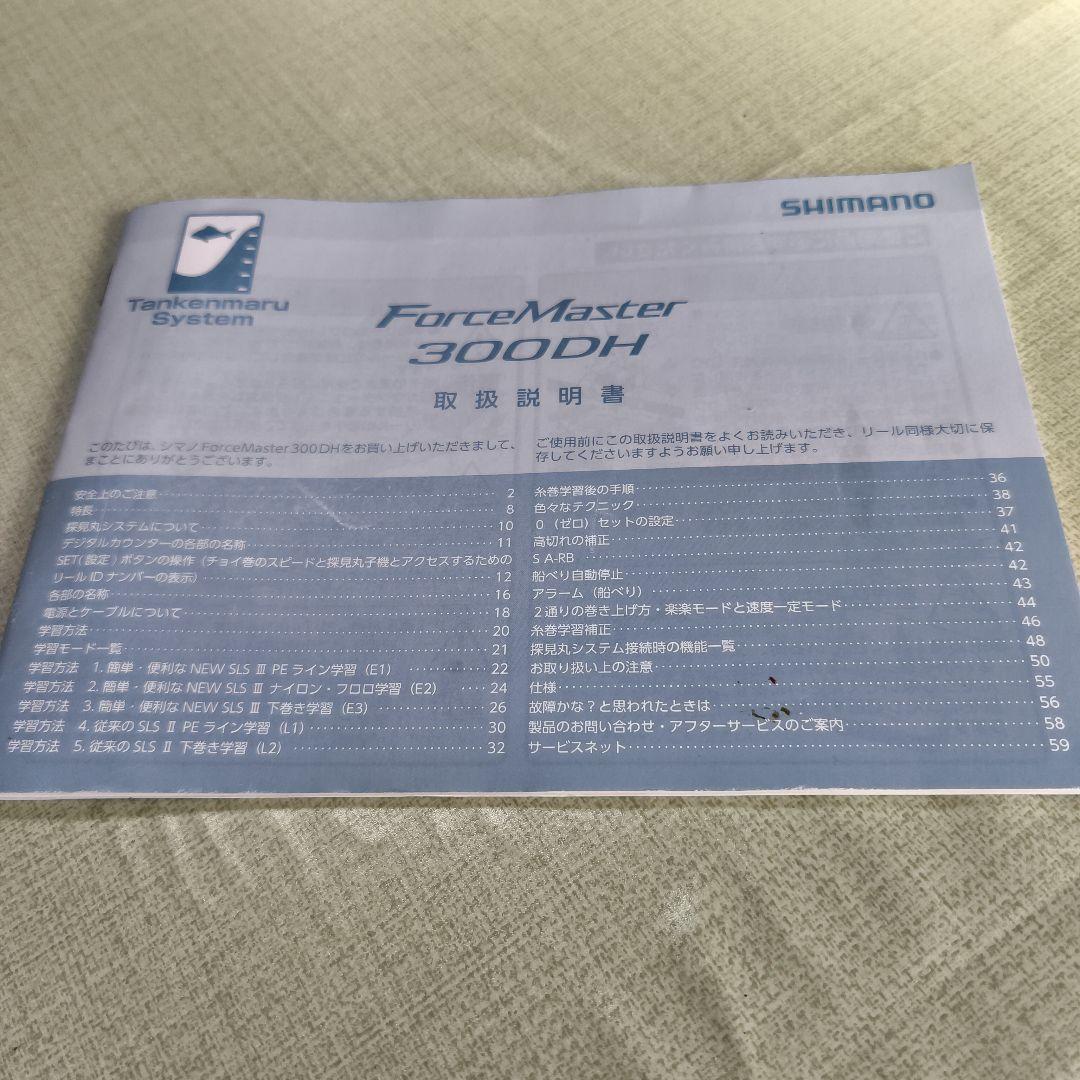 SHIMANO
Tankenmaru
System
ForceMaster
300DH
取扱説明書
このたびは、シマノ ForceMaster300DHをお買い上げいただきまして、
まことにありがとうございます。
ご使用前にこの取扱説明書をよくお読みいただき、リール同様大切に保
存してくださいますようお願い申し上げます。
安全上のご注意 2
特長 8
探見丸システムについて 10
デジタルカウンターの各部の名称 11
SET(設定)ボタンの操作(チョイ巻のスピードと探見丸子機とアクセスするための
リールIDナンバーの表示) 12
各部の名称 16
電源とケーブルについて 18
学習方法 20
学習モード一覧 21
学習方法 1.簡単・便利な NEW SLS Ⅲ PE ライン学習(E1) 22
学習方法 2.簡単・便利な NEW SLS Ⅲ ナイロン・フロロ学習(E2) 24
学習方法 3.簡単・便利な NEW SLS Ⅲ 下巻き学習(E3) 26
学習方法 4.従来の SLS Ⅱ PE ライン学習(L1) 30
学習方法 5.従来の SLS Ⅱ 下巻き学習(L2) 32
糸巻学習後の手順 36
色々なテクニック 38
0(ゼロ)セットの設定 37
高切れの補正 41
S A-RB 42
船べり自動停止 42
アラーム(船べり) 43
2通りの巻き上げ方・楽楽モードと速度一定モード 44
糸巻学習補正 46
探見丸システム接続時の機能一覧 48
お取り扱い上の注意 50
仕様 55
故障かな?と思われたときは 56
製品のお問い合わせ・アフターサービスのご案内 58
サービスネット 59